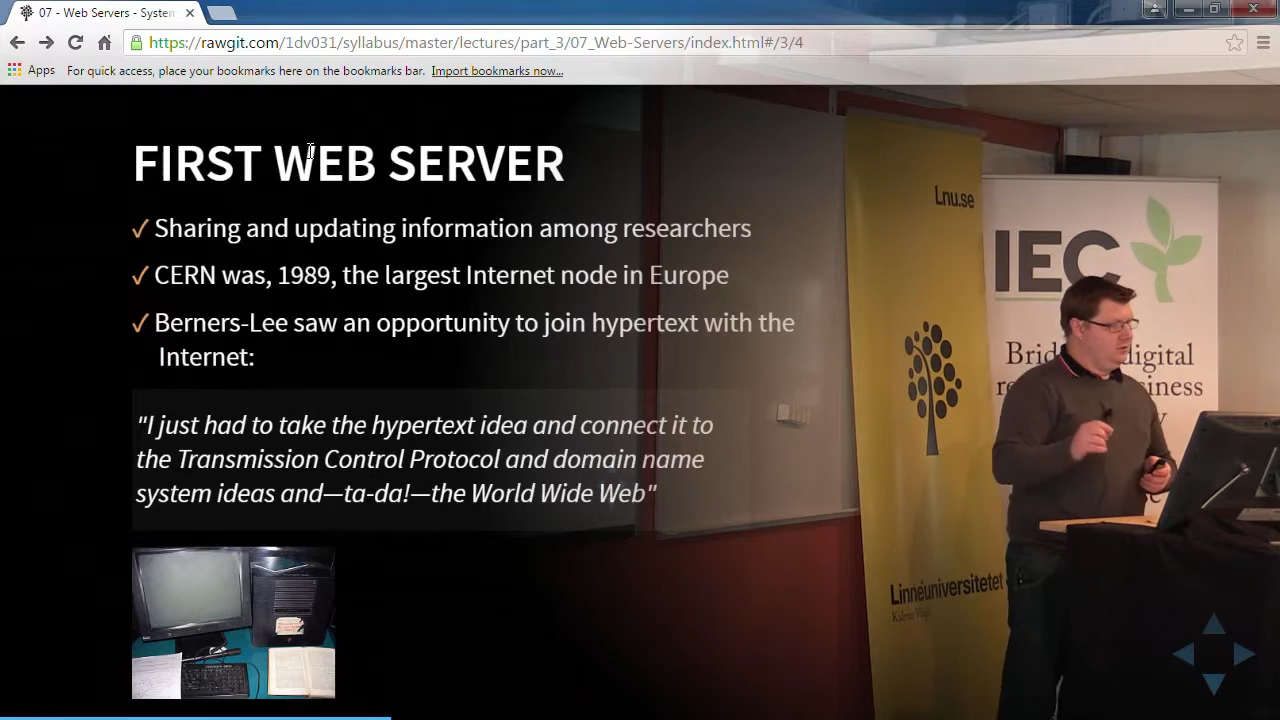 07 - Web Servers - System
https://rawgit.com/1dv031/syllabus/master/lectures/part_3/07_Web-Servers/index.html#/3/4
Apps For quick access, place your bookmarks here on the bookmarks bar. Import bookmarks now...
FIRST WEB SERVER
✓ Sharing and updating information among researchers
✓ CERN was, 1989, the largest Internet node in Europe
✓ Berners-Lee saw an opportunity to join hypertext with the
Internet:
"I just had to take the hypertext idea and connect it to
the Transmission Control Protocol and domain name
system ideas and—ta-da!—the World Wide Web"
Lnu.se
Linnéuniversitetet
IEC
digital